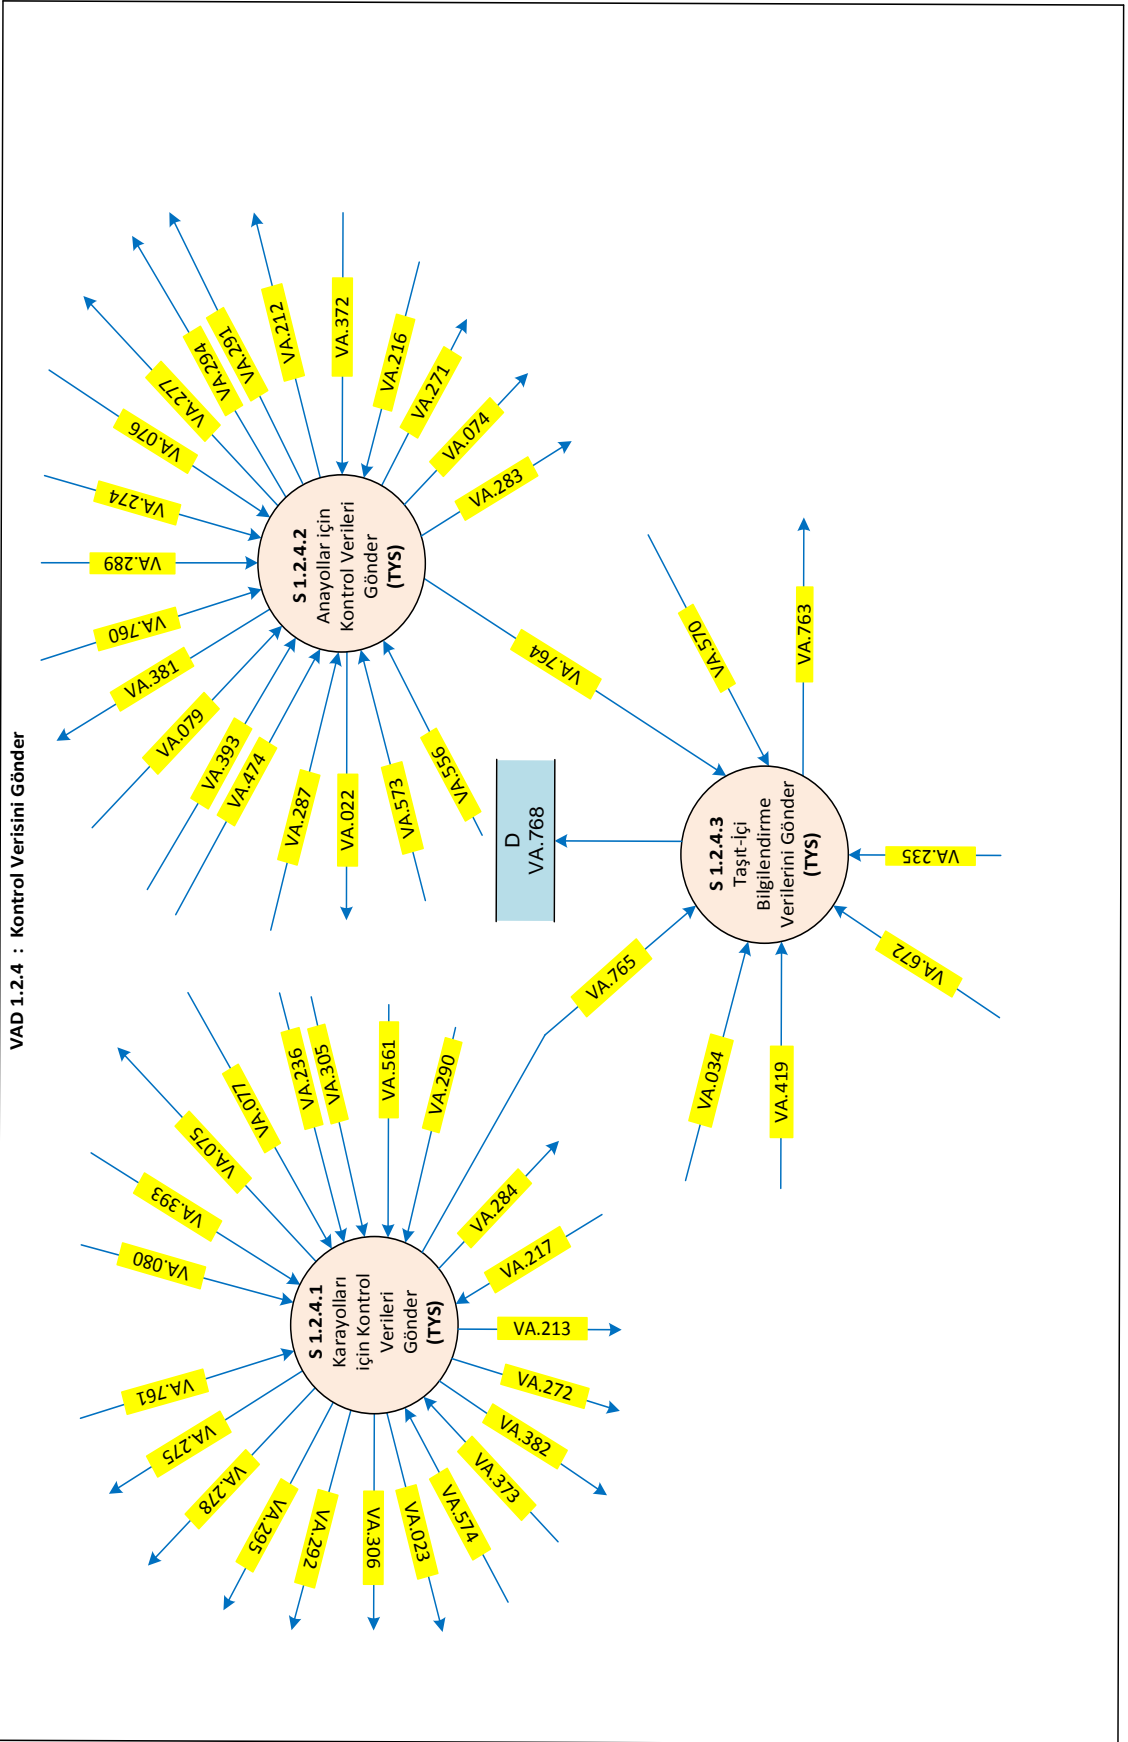 VAD 1.2.4 : Kontrol Verisini Gönder
S 1.2.4.1
Karayolları
için Kontrol
Verileri
Gönder
(TYS)
VA.761
VA.080
VA.393
VA.075
VA.077
VA.236
VA.305
VA.561
VA.290
VA.284
VA.217
VA.213
VA.272
VA.382
VA.373
VA.574
VA.023
VA.306
VA.292
VA.295
VA.278
VA.275
S 1.2.4.2
Anayollar için
Kontrol Verileri
Gönder
(TYS)
VA.381
VA.760
VA.289
VA.274
VA.076
VA.277
VA.294
VA.291
VA.212
VA.372
VA.216
VA.271
VA.074
VA.283
VA.764
VA.556
VA.573
VA.022
VA.287
VA.474
VA.393
VA.079
D
VA.768
S 1.2.4.3
Taşıt-İçi
Bilgilendirme
Verilerini Gönder
(TYS)
VA.765
VA.570
VA.763
VA.235
VA.672
VA.419
VA.034